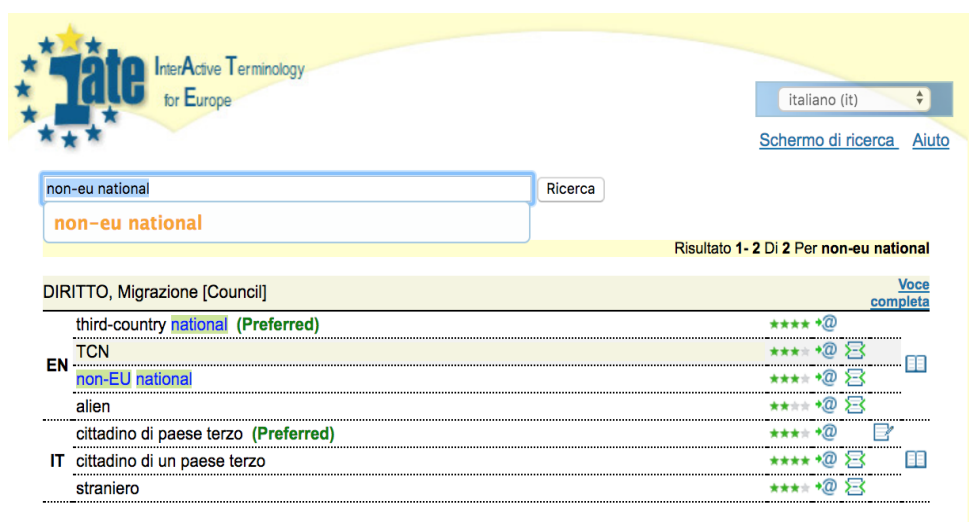 Iate InterActive Terminology
for Europe
italiano (it)
Schermo di ricerca Aiuto
non-eu national Ricerca
non-eu national
Risultato 1- 2 Di 2 Per non-eu national
DIRITTO, Migrazione [Council] Voce completa
third-country national (Preferred)
EN TCN
non-EU national
alien
cittadino di paese terzo (Preferred)
IT cittadino di un paese terzo
straniero